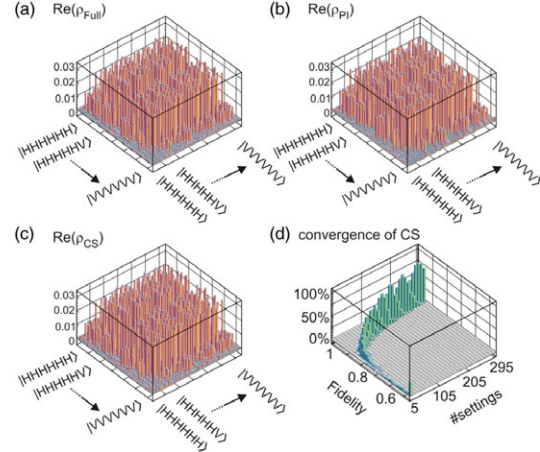 (a) Re(ρFull)
0.03
0.02
0.01
0
|HHHHHH⟩
|HHHHHV⟩
|VVVVVV⟩
|HHHHHH⟩
|HHHHHV⟩
|VVVVVV⟩
(b) Re(ρPI)
0.03
0.02
0.01
0
|HHHHHH⟩
|HHHHHV⟩
|VVVVVV⟩
|HHHHHH⟩
|HHHHHV⟩
|VVVVVV⟩
(c) Re(ρCS)
0.03
0.02
0.01
0
|HHHHHH⟩
|HHHHHV⟩
|VVVVVV⟩
|HHHHHH⟩
|HHHHHV⟩
|VVVVVV⟩
(d) convergence of CS
100%
50%
0%
1
0.8
0.6
Fidelity
5
105
205
295
#settings